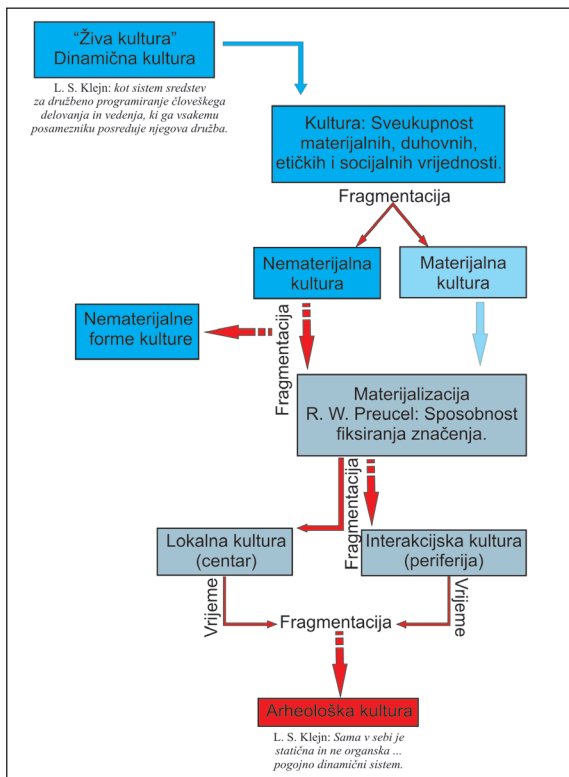 “Živa kultura”
Dinamična kultura
L. S. Klejn: kot sistem sredstev
za družbeno programiranje človeškega
delovanja in vedenja, ki ga vsakemu
posamezniku posreduje njegova družba.
Kultura: Sveukupnost
materijalnih, duhovnih,
etičkih i socijalnih vrijednosti.
Fragmentacija
Nematerijalna
kultura
Materijalna
kultura
Nematerijalne
forme kulture
Fragmentacija
Materijalizacija
R. W. Preucel: Sposobnost
fiksiranja značenja.
Fragmentacija
Lokalna kultura
(centar)
Interakcijska kultura
(periferija)
Vrijeme
Vrijeme
Fragmentacija
Arheološka kultura
L. S. Klejn: Sama v sebi je
statična in ne organska ...
pogojno dinamični sistem.